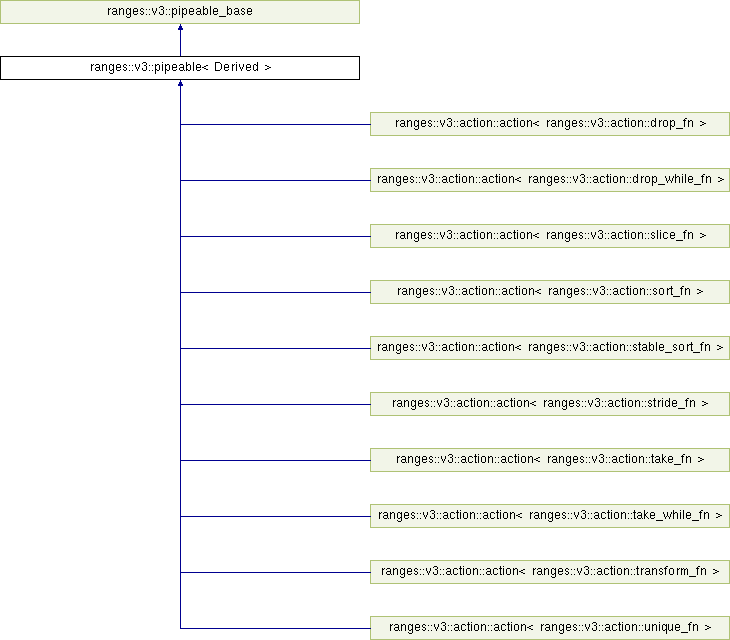 ranges::v3::pipeable_base
ranges::v3::pipeable< Derived >
ranges::v3::action::action< ranges::v3::action::drop_fn >
ranges::v3::action::action< ranges::v3::action::drop_while_fn >
ranges::v3::action::action< ranges::v3::action::slice_fn >
ranges::v3::action::action< ranges::v3::action::sort_fn >
ranges::v3::action::action< ranges::v3::action::stable_sort_fn >
ranges::v3::action::action< ranges::v3::action::stride_fn >
ranges::v3::action::action< ranges::v3::action::take_fn >
ranges::v3::action::action< ranges::v3::action::take_while_fn >
ranges::v3::action::action< ranges::v3::action::transform_fn >
ranges::v3::action::action< ranges::v3::action::unique_fn >